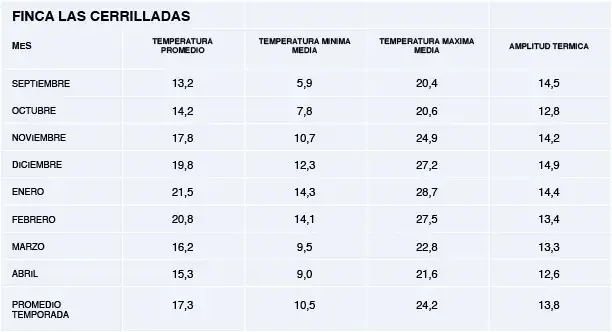 FINCA LAS CERRILLADAS
MES TEMPERATURA PROMEDIO TEMPERATURA MINIMA MEDIA TEMPERATURA MAXIMA MEDIA AMPLITUD TERMICA
SEPTIEMBRE 13,2 5,9 20,4 14,5
OCTUBRE 14,2 7,8 20,6 12,8
NOVIEMBRE 17,8 10,7 24,9 14,2
DICIEMBRE 19,8 12,3 27,2 14,9
ENERO 21,5 14,3 28,7 14,4
FEBRERO 20,8 14,1 27,5 13,4
MARZO 16,2 9,5 22,8 13,3
ABRIL 15,3 9,0 21,6 12,6
PROMEDIO TEMPORADA 17,3 10,5 24,2 13,8